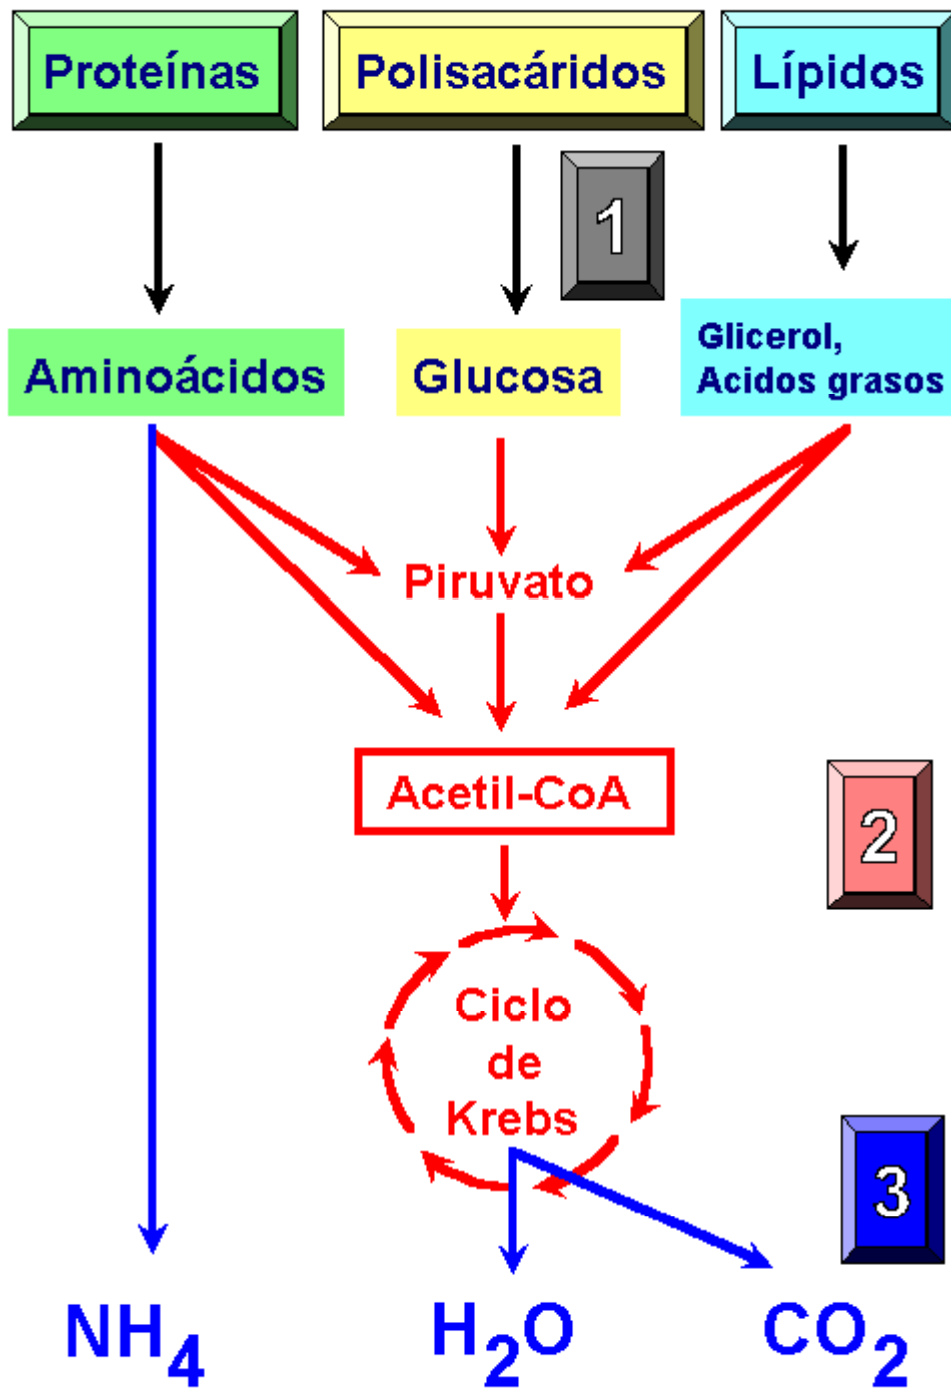 Proteínas
Polisacáridos
Lípidos
1
Aminoácidos
Glucosa
Glicerol,
Acidos grasos
Piruvato
Acetil-CoA
2
Ciclo
de
Krebs
3
NH4
H2O
CO2